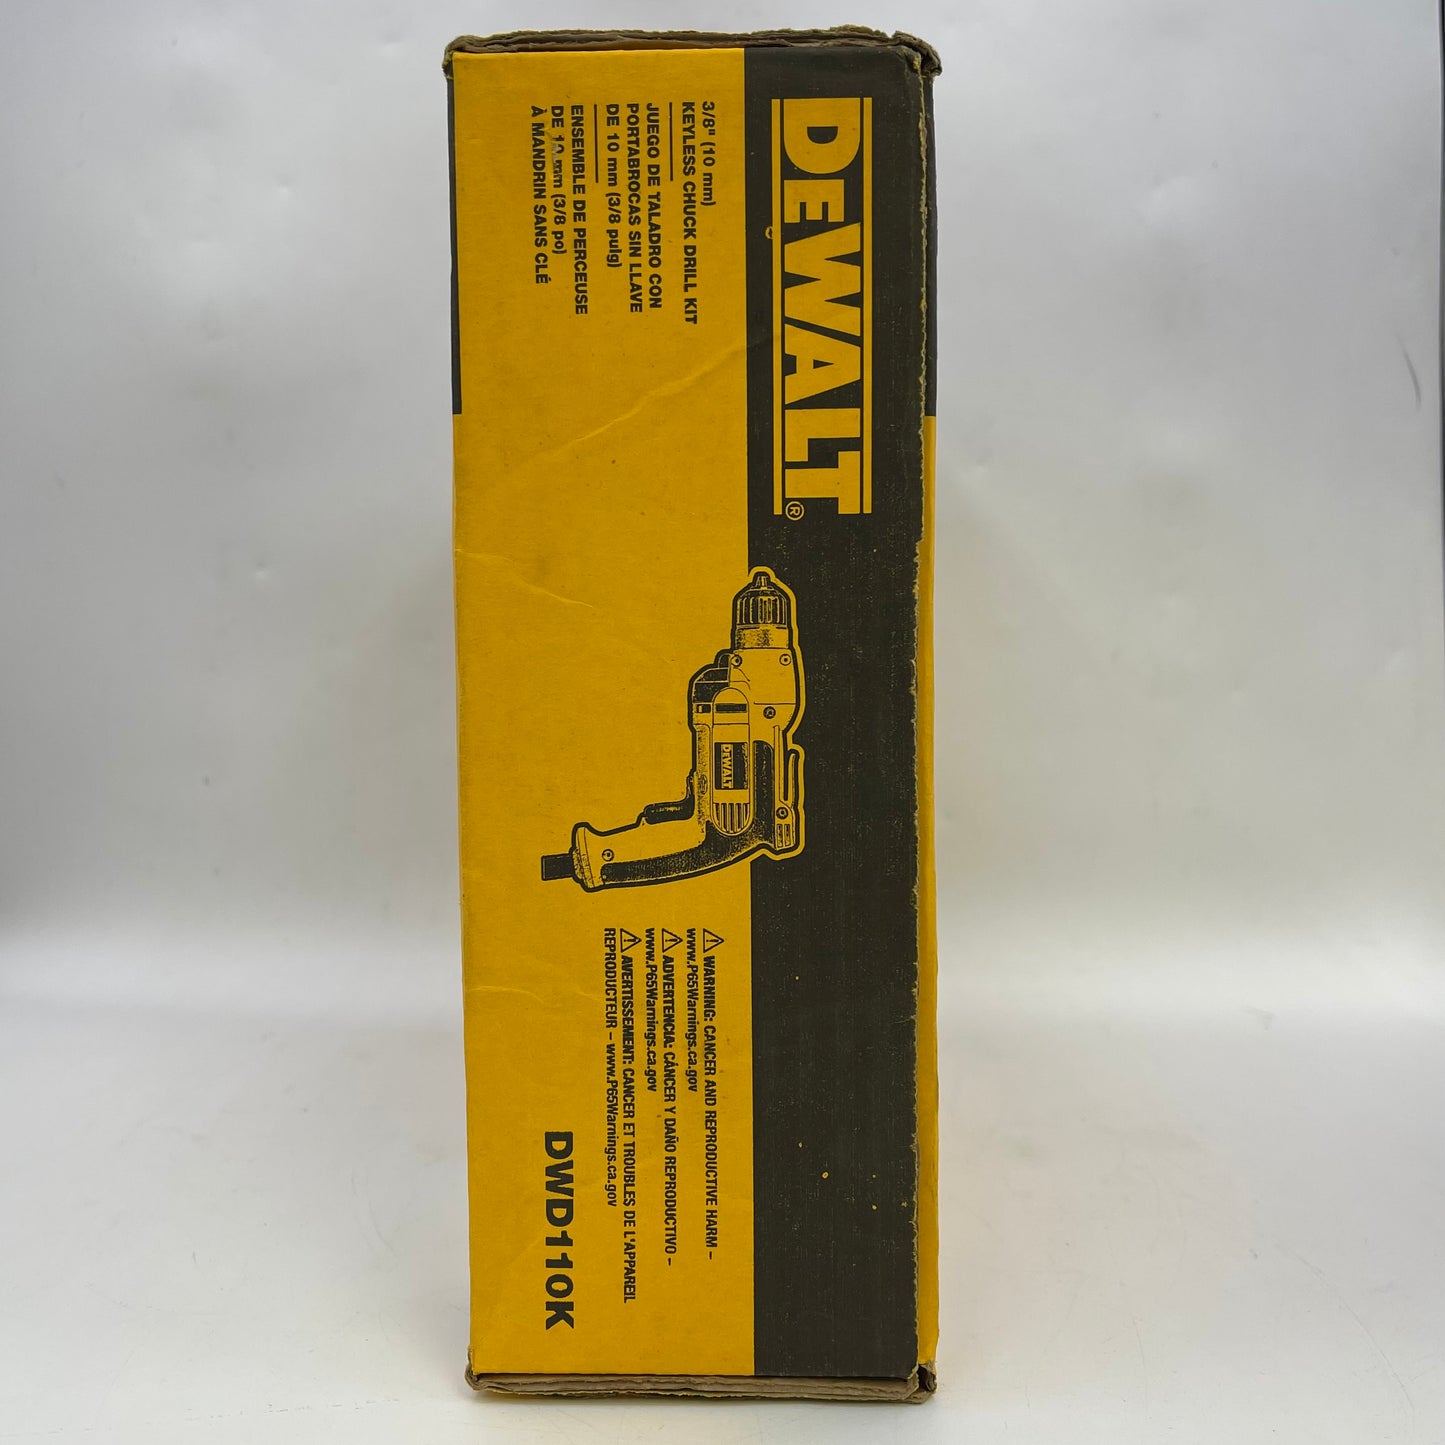 DEWALT®
3/8" (10 mm)
KEYLESS CHUCK DRILL KIT
JUEGO DE TALADRO CON
PORTABROCAS SIN LLAVE
DE 10 mm (3/8 pulg)
ENSEMBLE DE PERCEUSE
DE 10 mm (3/8 po)
À MANDRIN SANS CLÉ
DEWALT
⚠ WARNING: CANCER AND REPRODUCTIVE HARM –
www.P65Warnings.ca.gov
⚠ ADVERTENCIA: CÁNCER Y DAÑO REPRODUCTIVO –
www.P65Warnings.ca.gov
⚠ AVERTISSEMENT: CANCER ET TROUBLES DE L'APPAREIL
REPRODUCTEUR – www.P65Warnings.ca.gov
DWD110K